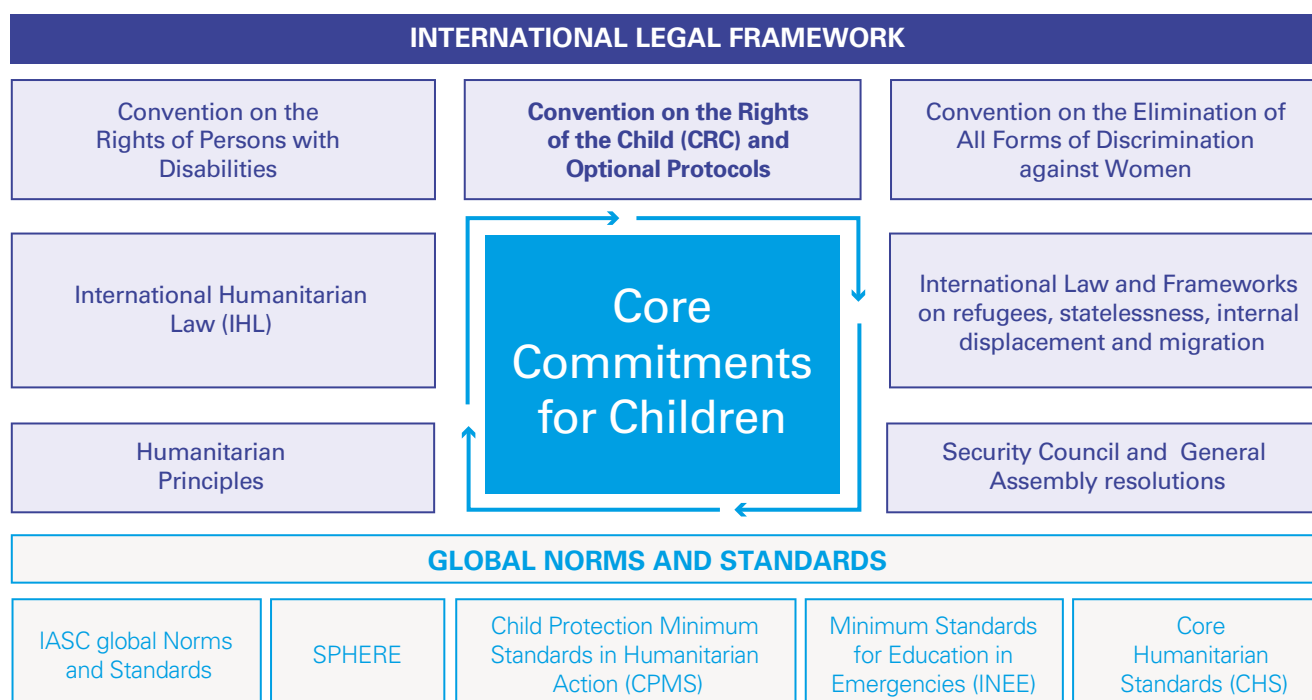 INTERNATIONAL LEGAL FRAMEWORK
Convention on the
Rights of Persons with
Disabilities
Convention on the Rights
of the Child (CRC) and
Optional Protocols
Convention on the Elimination of
All Forms of Discrimination
against Women
International Humanitarian
Law (IHL)
Core
Commitments
for Children
International Law and Frameworks
on refugees, statelessness, internal
displacement and migration
Humanitarian
Principles
Security Council and General
Assembly resolutions
GLOBAL NORMS AND STANDARDS
IASC global Norms
and Standards
SPHERE
Child Protection Minimum
Standards in Humanitarian
Action (CPMS)
Minimum Standards
for Education in
Emergencies (INEE)
Core
Humanitarian
Standards (CHS)